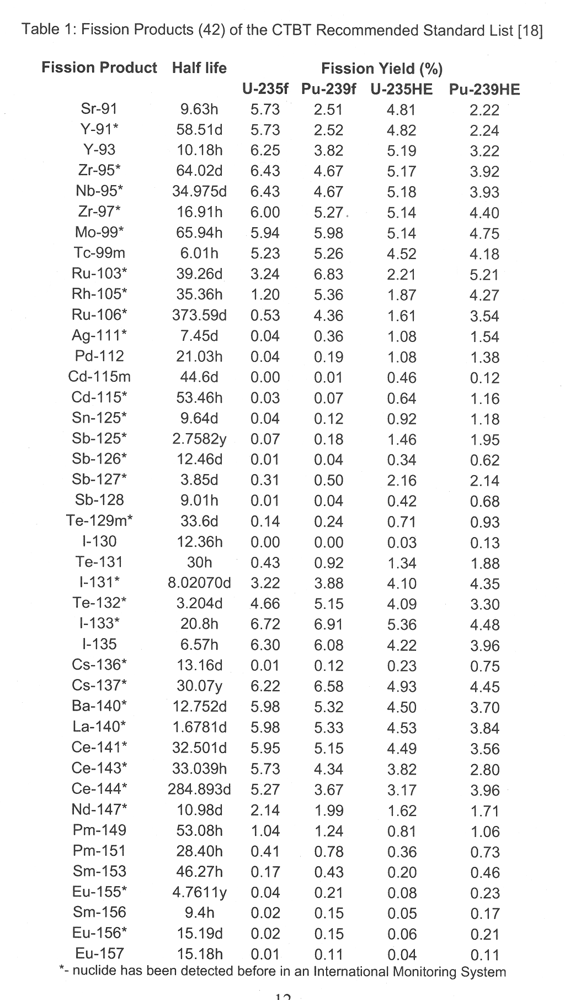 Table 1: Fission Products (42) of the CTBT Recommended Standard List [18]
Fission Product Half life Fission Yield (%)
U-235f Pu-239f U-235HE Pu-239HE
Sr-91 9.63h 5.73 2.51 4.81 2.22
Y-91* 58.51d 5.73 2.52 4.82 2.24
Y-93 10.18h 6.25 3.82 5.19 3.22
Zr-95* 64.02d 6.43 4.67 5.17 3.92
Nb-95* 34.975d 6.43 4.67 5.18 3.93
Zr-97* 16.91h 6.00 5.27 5.14 4.40
Mo-99* 65.94h 5.94 5.98 5.14 4.75
Tc-99m 6.01h 5.23 5.26 4.52 4.18
Ru-103* 39.26d 3.24 6.83 2.21 5.21
Rh-105* 35.36h 1.20 5.36 1.87 4.27
Ru-106* 373.59d 0.53 4.36 1.61 3.54
Ag-111* 7.45d 0.04 0.36 1.08 1.54
Pd-112 21.03h 0.04 0.19 1.08 1.38
Cd-115m 44.6d 0.00 0.01 0.46 0.12
Cd-115* 53.46h 0.03 0.07 0.64 1.16
Sn-125* 9.64d 0.04 0.12 0.92 1.18
Sb-125* 2.7582y 0.07 0.18 1.46 1.95
Sb-126* 12.46d 0.01 0.04 0.34 0.62
Sb-127* 3.85d 0.31 0.50 2.16 2.14
Sb-128 9.01h 0.01 0.04 0.42 0.68
Te-129m* 33.6d 0.14 0.24 0.71 0.93
I-130 12.36h 0.00 0.00 0.03 0.13
Te-131 30h 0.43 0.92 1.34 1.88
I-131* 8.02070d 3.22 3.88 4.10 4.35
Te-132* 3.204d 4.66 5.15 4.09 3.30
I-133* 20.8h 6.72 6.91 5.36 4.48
I-135 6.57h 6.30 6.08 4.22 3.96
Cs-136* 13.16d 0.01 0.12 0.23 0.75
Cs-137* 30.07y 6.22 6.58 4.93 4.45
Ba-140* 12.752d 5.98 5.32 4.50 3.70
La-140* 1.6781d 5.98 5.33 4.53 3.84
Ce-141* 32.501d 5.95 5.15 4.49 3.56
Ce-143* 33.039h 5.73 4.34 3.82 2.80
Ce-144* 284.893d 5.27 3.67 3.17 3.96
Nd-147* 10.98d 2.14 1.99 1.62 1.71
Pm-149 53.08h 1.04 1.24 0.81 1.06
Pm-151 28.40h 0.41 0.78 0.36 0.73
Sm-153 46.27h 0.17 0.43 0.20 0.46
Eu-155* 4.7611y 0.04 0.21 0.08 0.23
Sm-156 9.4h 0.02 0.15 0.05 0.17
Eu-156* 15.19d 0.02 0.15 0.06 0.21
Eu-157 15.18h 0.01 0.11 0.04 0.11
*- nuclide has been detected before in an International Monitoring System